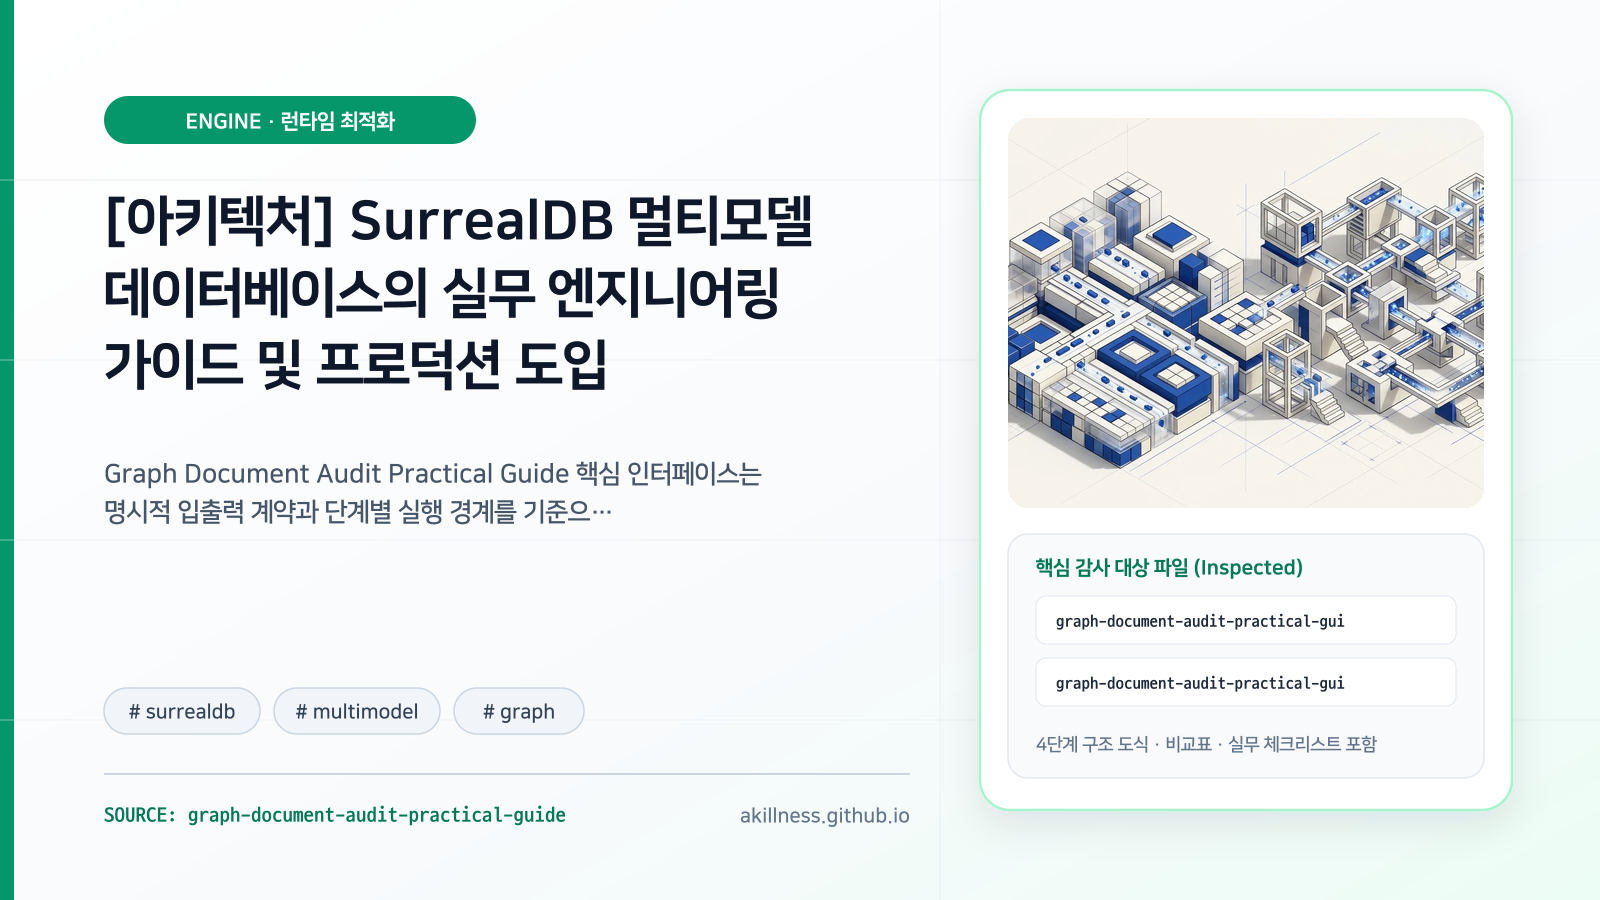 ENGINE · 런타임 최적화
[아키텍처] SurrealDB 멀티모델
데이터베이스의 실무 엔지니어링
가이드 및 프로덕션 도입
Graph Document Audit Practical Guide 핵심 인터페이스는
명시적 입출력 계약과 단계별 실행 경계를 기준으…
# surrealdb
# multimodel
# graph
SOURCE: graph-document-audit-practical-guide
akillness.github.io
핵심 감사 대상 파일 (Inspected)
graph-document-audit-practical-gui
graph-document-audit-practical-gui
4단계 구조 도식 · 비교표 · 실무 체크리스트 포함